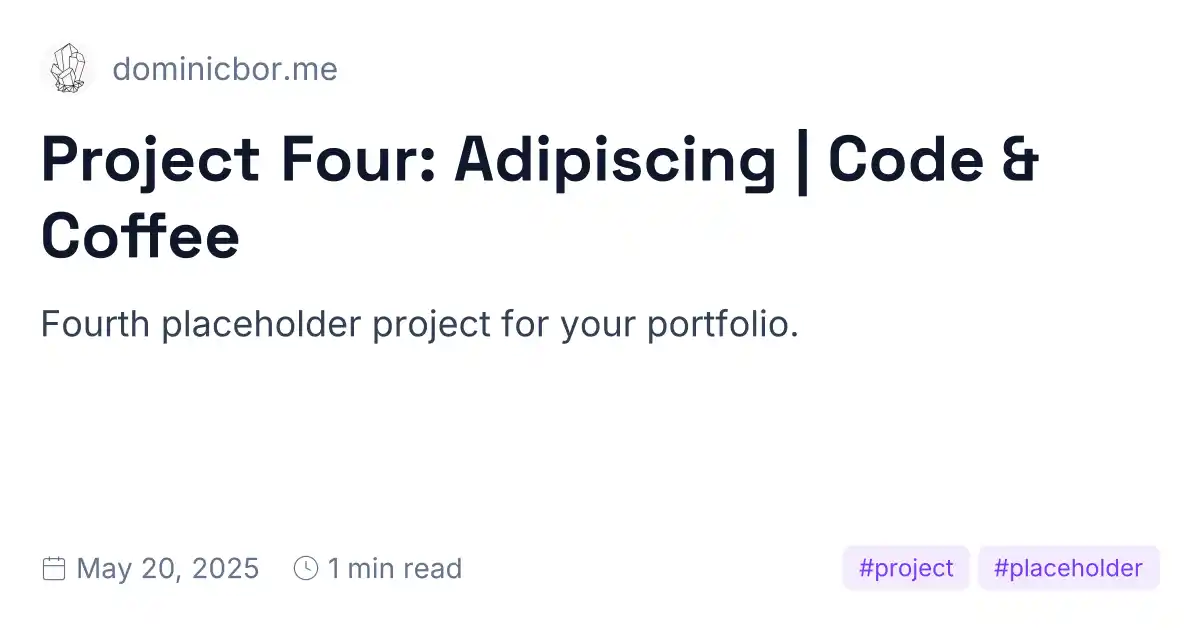 dominicbor.me
Project Four: Adipiscing | Code &
Coffee
Fourth placeholder project for your portfolio.
May 20, 2025
1 min read
#project
#placeholder